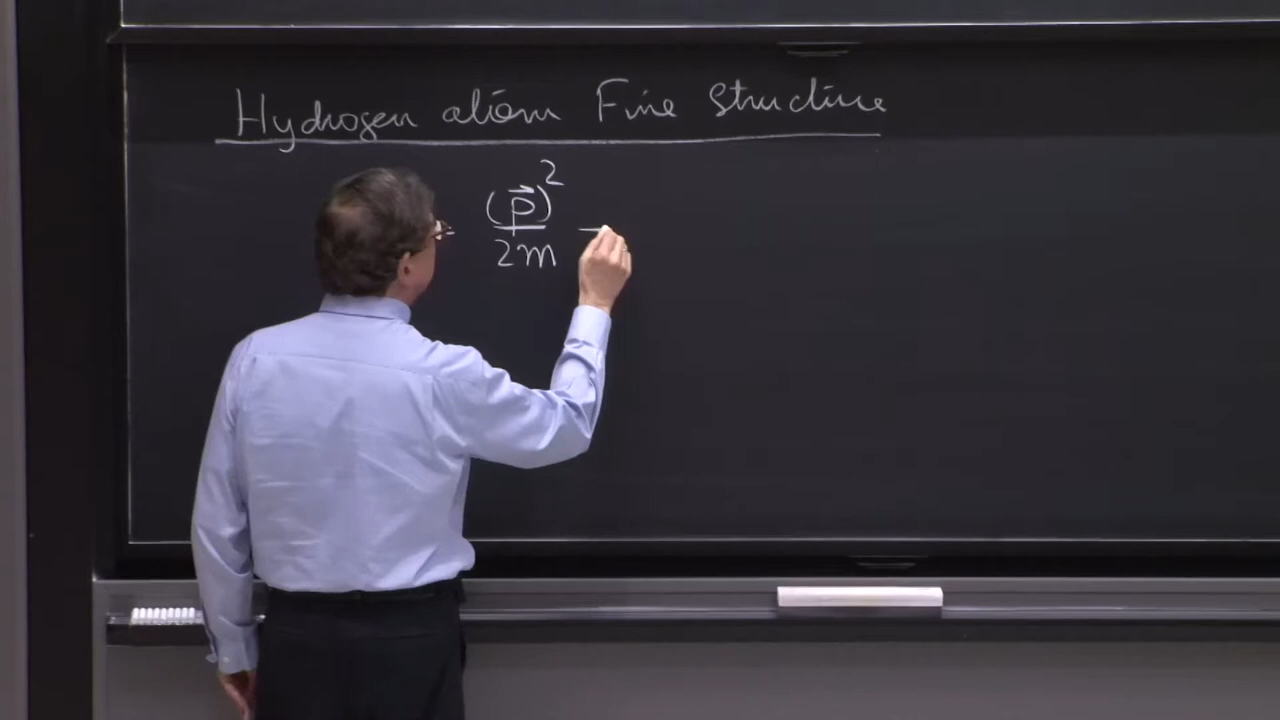 Hydrogen atom Fine Structure
= (p⃗)² / 2m −